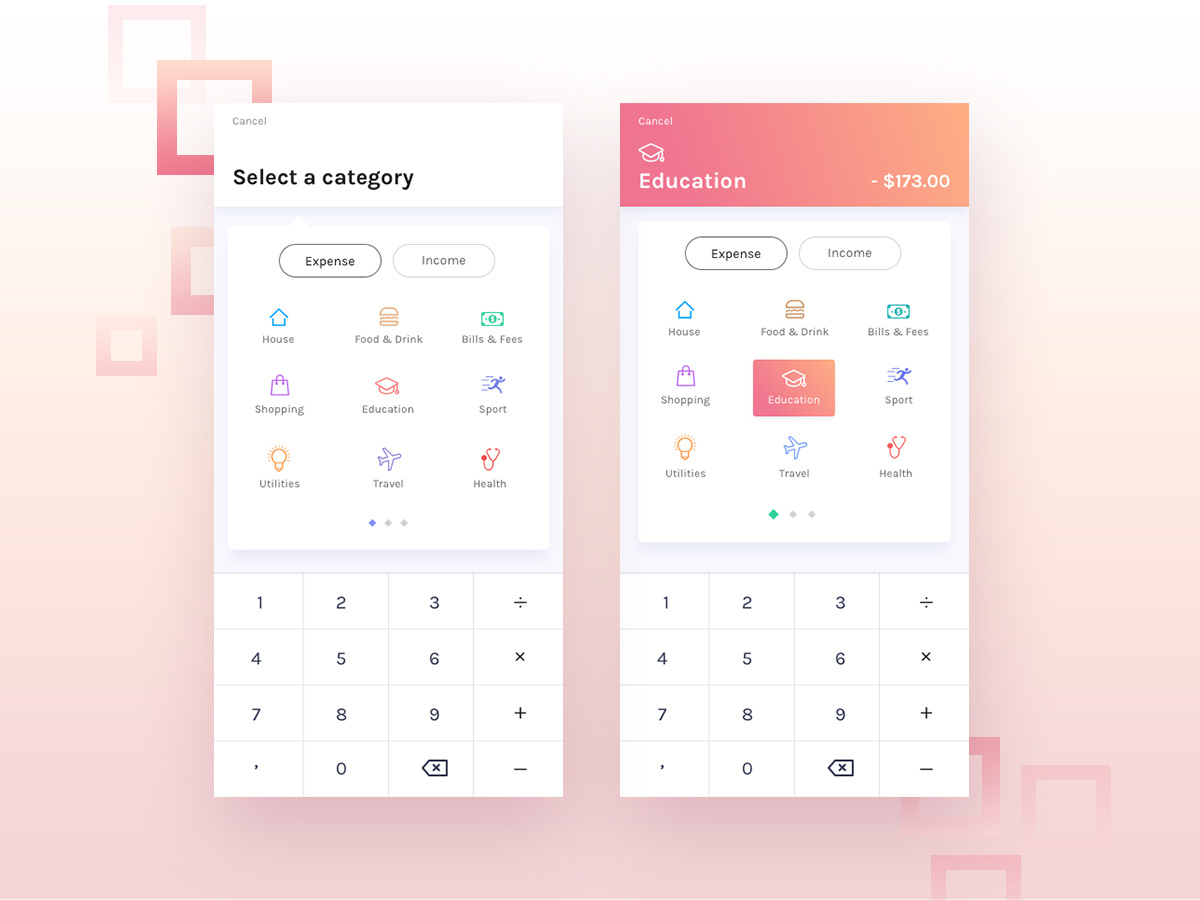 Cancel
Select a category
Expense Income
House Food & Drink Bills & Fees
Shopping Education Sport
Utilities Travel Health
1 2 3 ÷
4 5 6 ×
7 8 9 +
, 0 –
Cancel
Education - $173.00
Expense Income
House Food & Drink Bills & Fees
Shopping Education Sport
Utilities Travel Health
1 2 3 ÷
4 5 6 ×
7 8 9 +
, 0 –